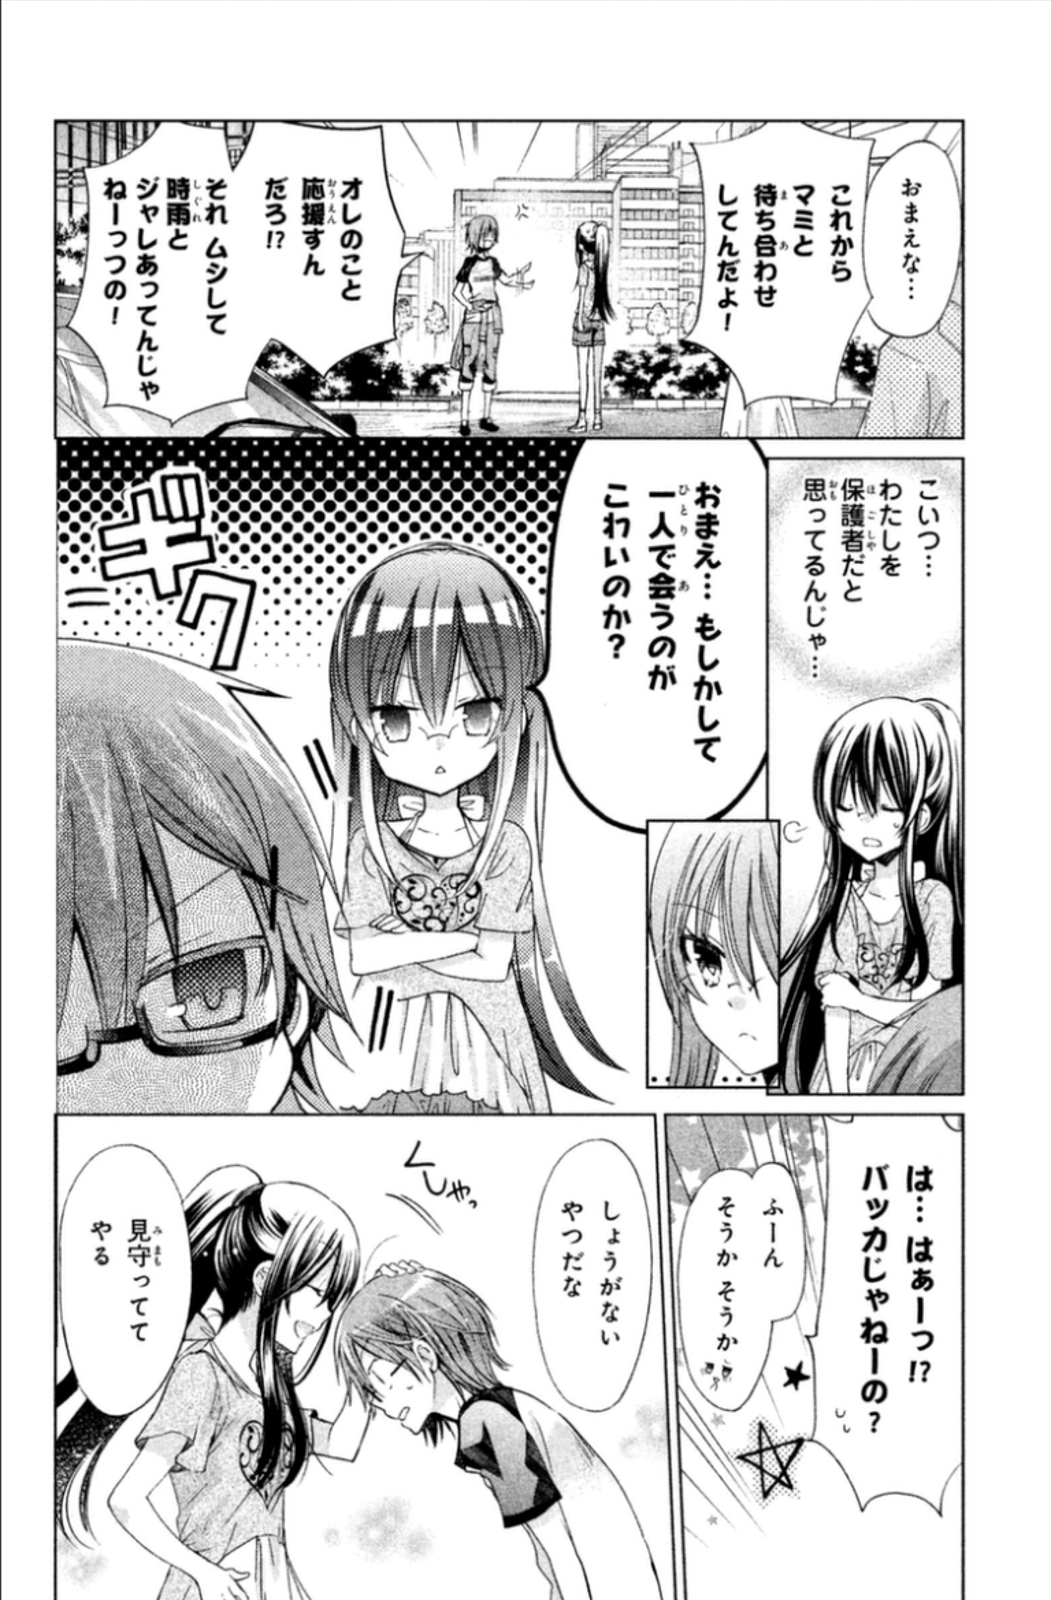 おまえな…
これから
マミと
待ち合わせ
してんだよ!
オレのこと
応援すん
だろ!?
それ ムシして
時雨と
ジャレしあってんじゃ
ねーっつの!
こいつ…
わたしを
保護者だと
思ってるんじゃ…
おまえ… もしかして
一人で会うのが
こわいのか?
ギク
は… はぁーっ!?
バッカじゃねーの?
ふーん
そうか そうか
しょうがない
やつだな
くしゃっ
見守ってて
やる